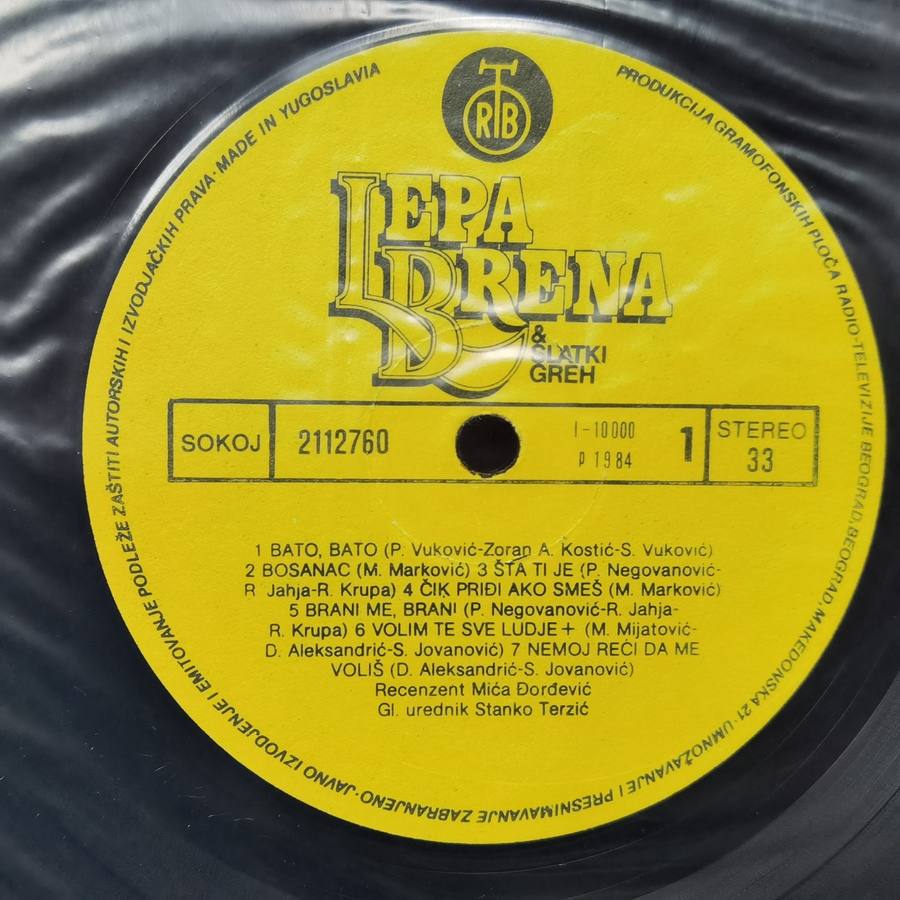 PODLEŽE ZAŠTITI AUTORSKIH I IZVODJAČKIH PRAVA · MADE IN YUGOSLAVIA
PRODUKCIJA GRAMOFONSKIH PLOČA RADIO-TELEVIZIJE BEOGRAD, BEOGRAD, MAKEDONSKA 21 · UMNOŽAVANJE I PRESNIMAVANJE ZABRANJENO · JAVNO IZVODJENJE I EMITOVANJE
RTB
LEPA
BRENA
&
SLATKI
GREH
SOKOJ 2112760 I-10000 1 STEREO
P 1984 33
1 BATO, BATO (P. Vuković-Zoran A. Kostić-S. Vuković)
2 BOSANAC (M. Marković) 3 ŠTA TI JE (P. Negovanović-
R Jahja-R. Krupa) 4 ČIK PRIĐI AKO SMEŠ (M. Marković)
5 BRANI ME, BRANI (P. Negovanović-R. Jahja-
R. Krupa) 6 VOLIM TE SVE LUDJE+ (M. Mijatović-
D. Aleksandrić-S. Jovanović) 7 NEMOJ REĆI DA ME
VOLIŠ (D. Aleksandrić-S. Jovanović)
Recenzent Mića Đorđević
Gl. urednik Stanko Terzić